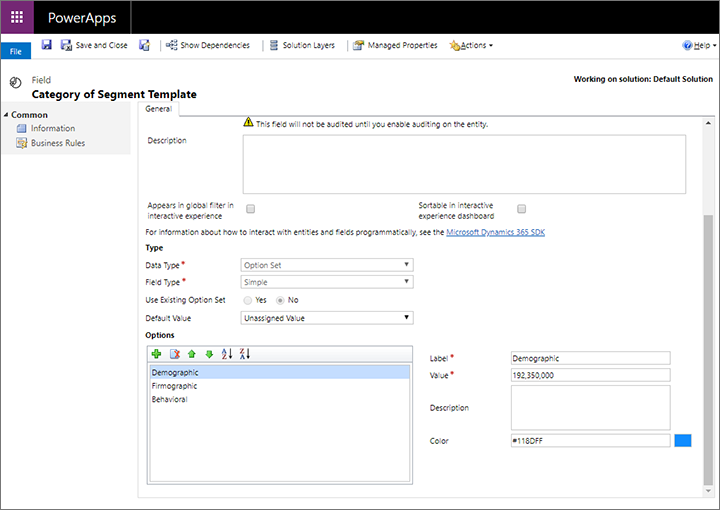 PowerApps
File
Save and Close
Show Dependencies
Solution Layers
Managed Properties
Actions
Help
Field
Category of Segment Template
Working on solution: Default Solution
Common
Information
Business Rules
General
This field will not be audited until you enable auditing on the entity.
Description
Appears in global filter in
interactive experience
Sortable in interactive
experience dashboard
For information about how to interact with entities and fields programmatically, see the Microsoft Dynamics 365 SDK
Type
Data Type *
Option Set
Field Type *
Simple
Use Existing Option Set
Yes
No
Default Value
Unassigned Value
Options
A Z
Z A
Demographic
Firmographic
Behavioral
Label *
Demographic
Value *
192,350,000
Description
Color
#118DFF